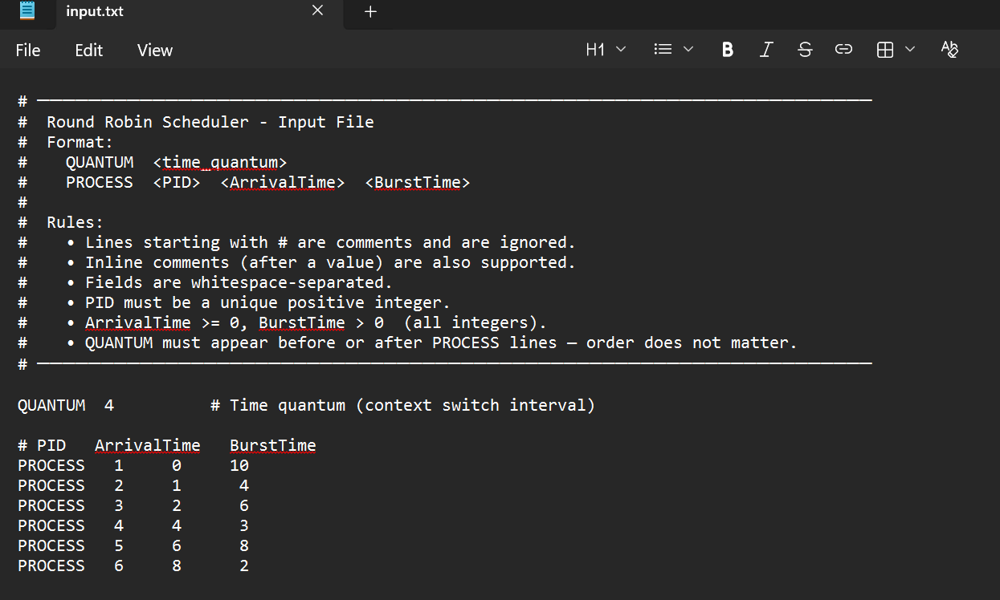 input.txt
File Edit View H1 B I S
# ────────────────────────────────────────────────────────────────
#  Round Robin Scheduler - Input File
#  Format:
#    QUANTUM  <time_quantum>
#    PROCESS  <PID>  <ArrivalTime>  <BurstTime>
#
#  Rules:
#    • Lines starting with # are comments and are ignored.
#    • Inline comments (after a value) are also supported.
#    • Fields are whitespace-separated.
#    • PID must be a unique positive integer.
#    • ArrivalTime >= 0, BurstTime > 0  (all integers).
#    • QUANTUM must appear before or after PROCESS lines — order does not matter.
# ────────────────────────────────────────────────────────────────
QUANTUM  4          # Time quantum (context switch interval)
# PID   ArrivalTime   BurstTime
PROCESS   1     0     10
PROCESS   2     1      4
PROCESS   3     2      6
PROCESS   4     4      3
PROCESS   5     6      8
PROCESS   6     8      2